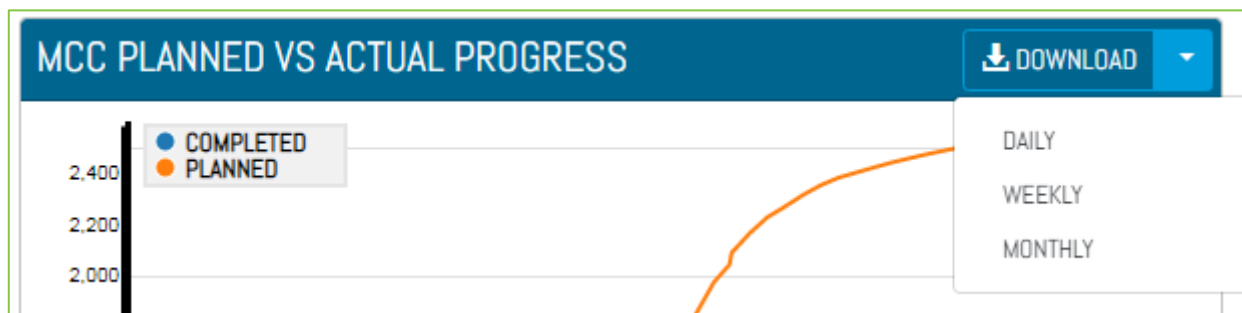 MCC PLANNED VS ACTUAL PROGRESS
DOWNLOAD
COMPLETED
PLANNED
DAILY
WEEKLY
MONTHLY
2,400
2,200
2,000